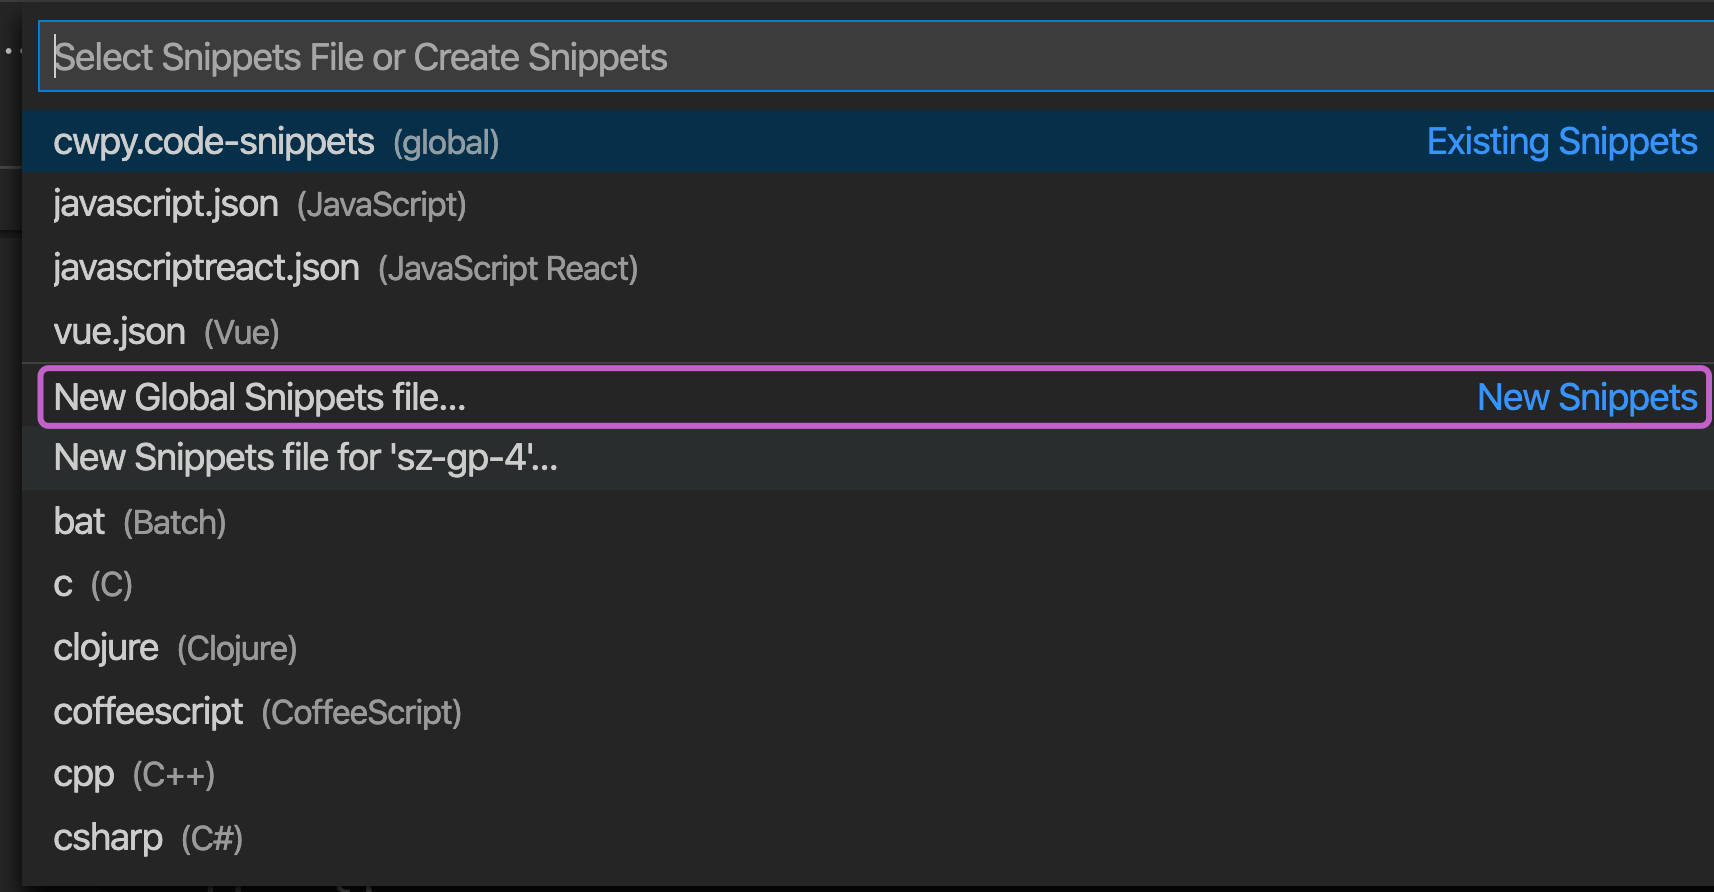 Select Snippets File or Create Snippets
cwpy.code-snippets (global) Existing Snippets
javascript.json (JavaScript)
javascriptreact.json (JavaScript React)
vue.json (Vue)
New Global Snippets file... New Snippets
New Snippets file for 'sz-gp-4'...
bat (Batch)
c (C)
clojure (Clojure)
coffeescript (CoffeeScript)
cpp (C++)
csharp (C#)